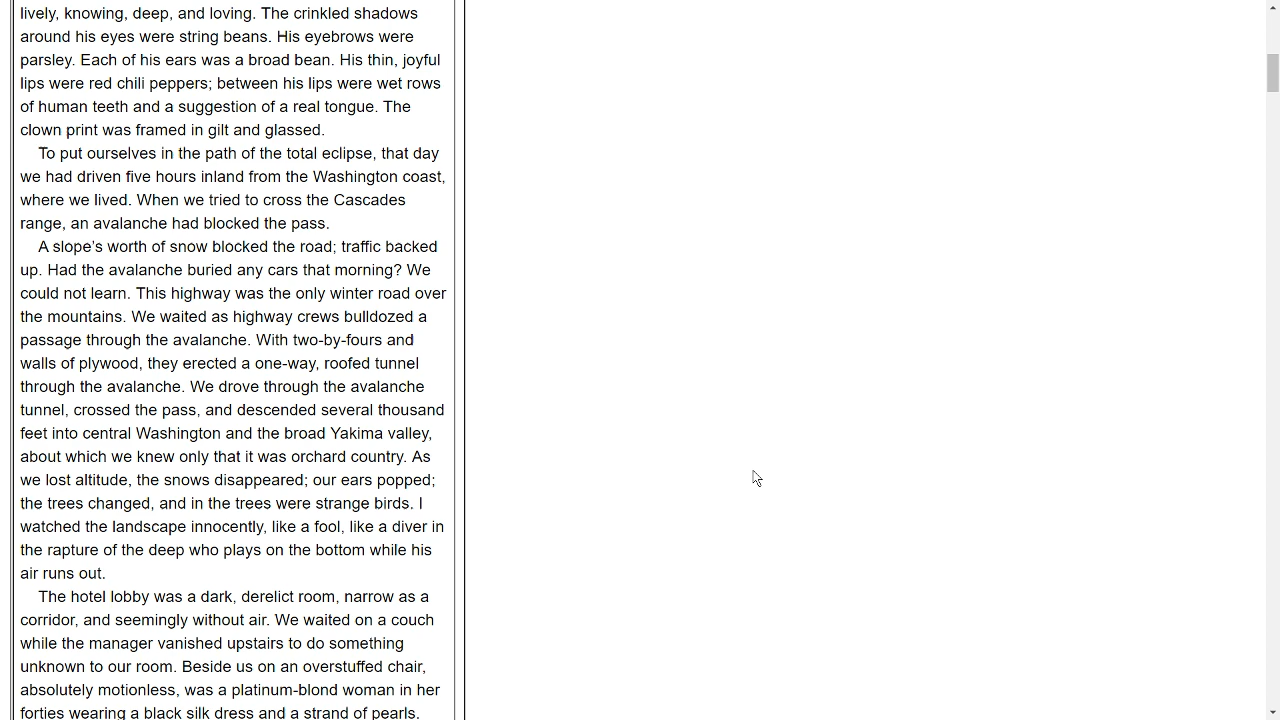 lively, knowing, deep, and loving. The crinkled shadows
around his eyes were string beans. His eyebrows were
parsley. Each of his ears was a broad bean. His thin, joyful
lips were red chili peppers; between his lips were wet rows
of human teeth and a suggestion of a real tongue. The
clown print was framed in gilt and glassed.
To put ourselves in the path of the total eclipse, that day
we had driven five hours inland from the Washington coast,
where we lived. When we tried to cross the Cascades
range, an avalanche had blocked the pass.
A slope’s worth of snow blocked the road; traffic backed
up. Had the avalanche buried any cars that morning? We
could not learn. This highway was the only winter road over
the mountains. We waited as highway crews bulldozed a
passage through the avalanche. With two-by-fours and
walls of plywood, they erected a one-way, roofed tunnel
through the avalanche. We drove through the avalanche
tunnel, crossed the pass, and descended several thousand
feet into central Washington and the broad Yakima valley,
about which we knew only that it was orchard country. As
we lost altitude, the snows disappeared; our ears popped;
the trees changed, and in the trees were strange birds. I
watched the landscape innocently, like a fool, like a diver in
the rapture of the deep who plays on the bottom while his
air runs out.
The hotel lobby was a dark, derelict room, narrow as a
corridor, and seemingly without air. We waited on a couch
while the manager vanished upstairs to do something
unknown to our room. Beside us on an overstuffed chair,
absolutely motionless, was a platinum-blond woman in her
forties wearing a black silk dress and a strand of pearls.